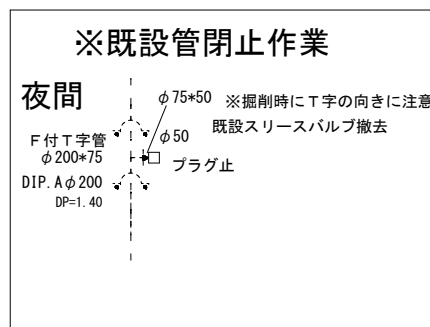 ※既設管閉止作業
夜間
φ75*50
※掘削時にT字の向きに注意
既設スリースバルブ撤去
F付T字管
φ200*75
φ50
プラグ止
DIP.Aφ200
DP=1.40